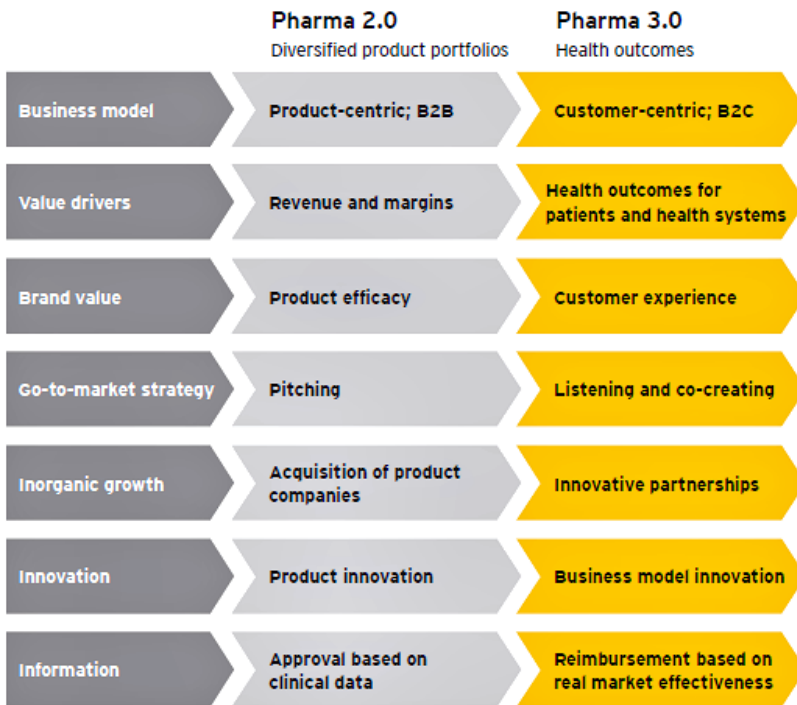 Pharma 2.0
Pharma 3.0
Diversified product portfolios
Health outcomes
Business model
Product-centric; B2B
Customer-centric; B2C
Value drivers
Revenue and margins
Health outcomes for
patients and health systems
Brand value
Product efficacy
Customer experience
Go-to-market strategy
Pitching
Listening and co-creating
Inorganic growth
Acquisition of product
companies
Innovative partnerships
Innovation
Product innovation
Business model innovation
Information
Approval based on
clinical data
Reimbursement based on
real market effectiveness